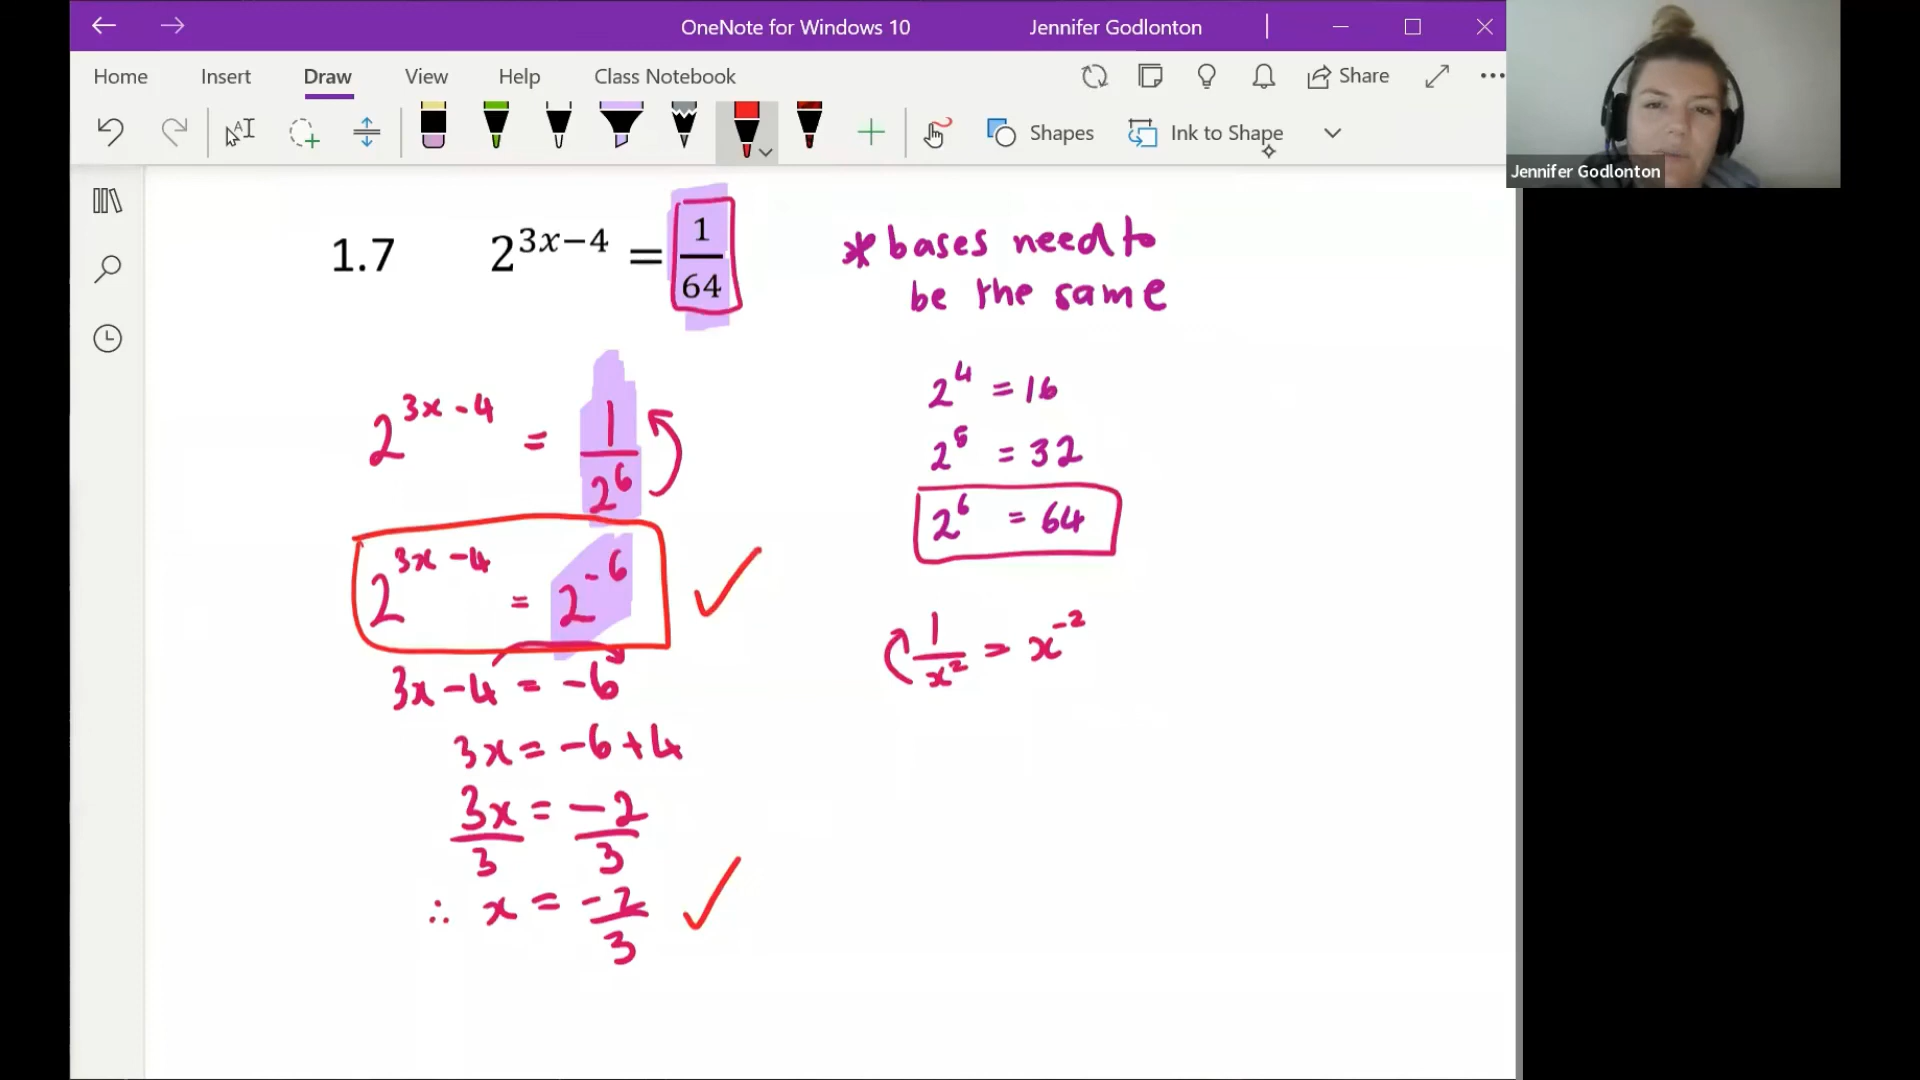 OneNote for Windows 10
Jennifer Godlonton
Home Insert Draw View Help Class Notebook
Share
Shapes Ink to Shape
Jennifer Godlonton
1.7 2^{3x−4} = 1/64
* bases need to
be the same
2^{3x-4} = 1/2^6
2^{3x-4} = 2^{-6}
3x-4 = -6
3x = -6+4
3x/3 = -2/3
∴ x = -2/3
2^4 = 16
2^5 = 32
2^6 = 64
1/x^2 = x^{-2}